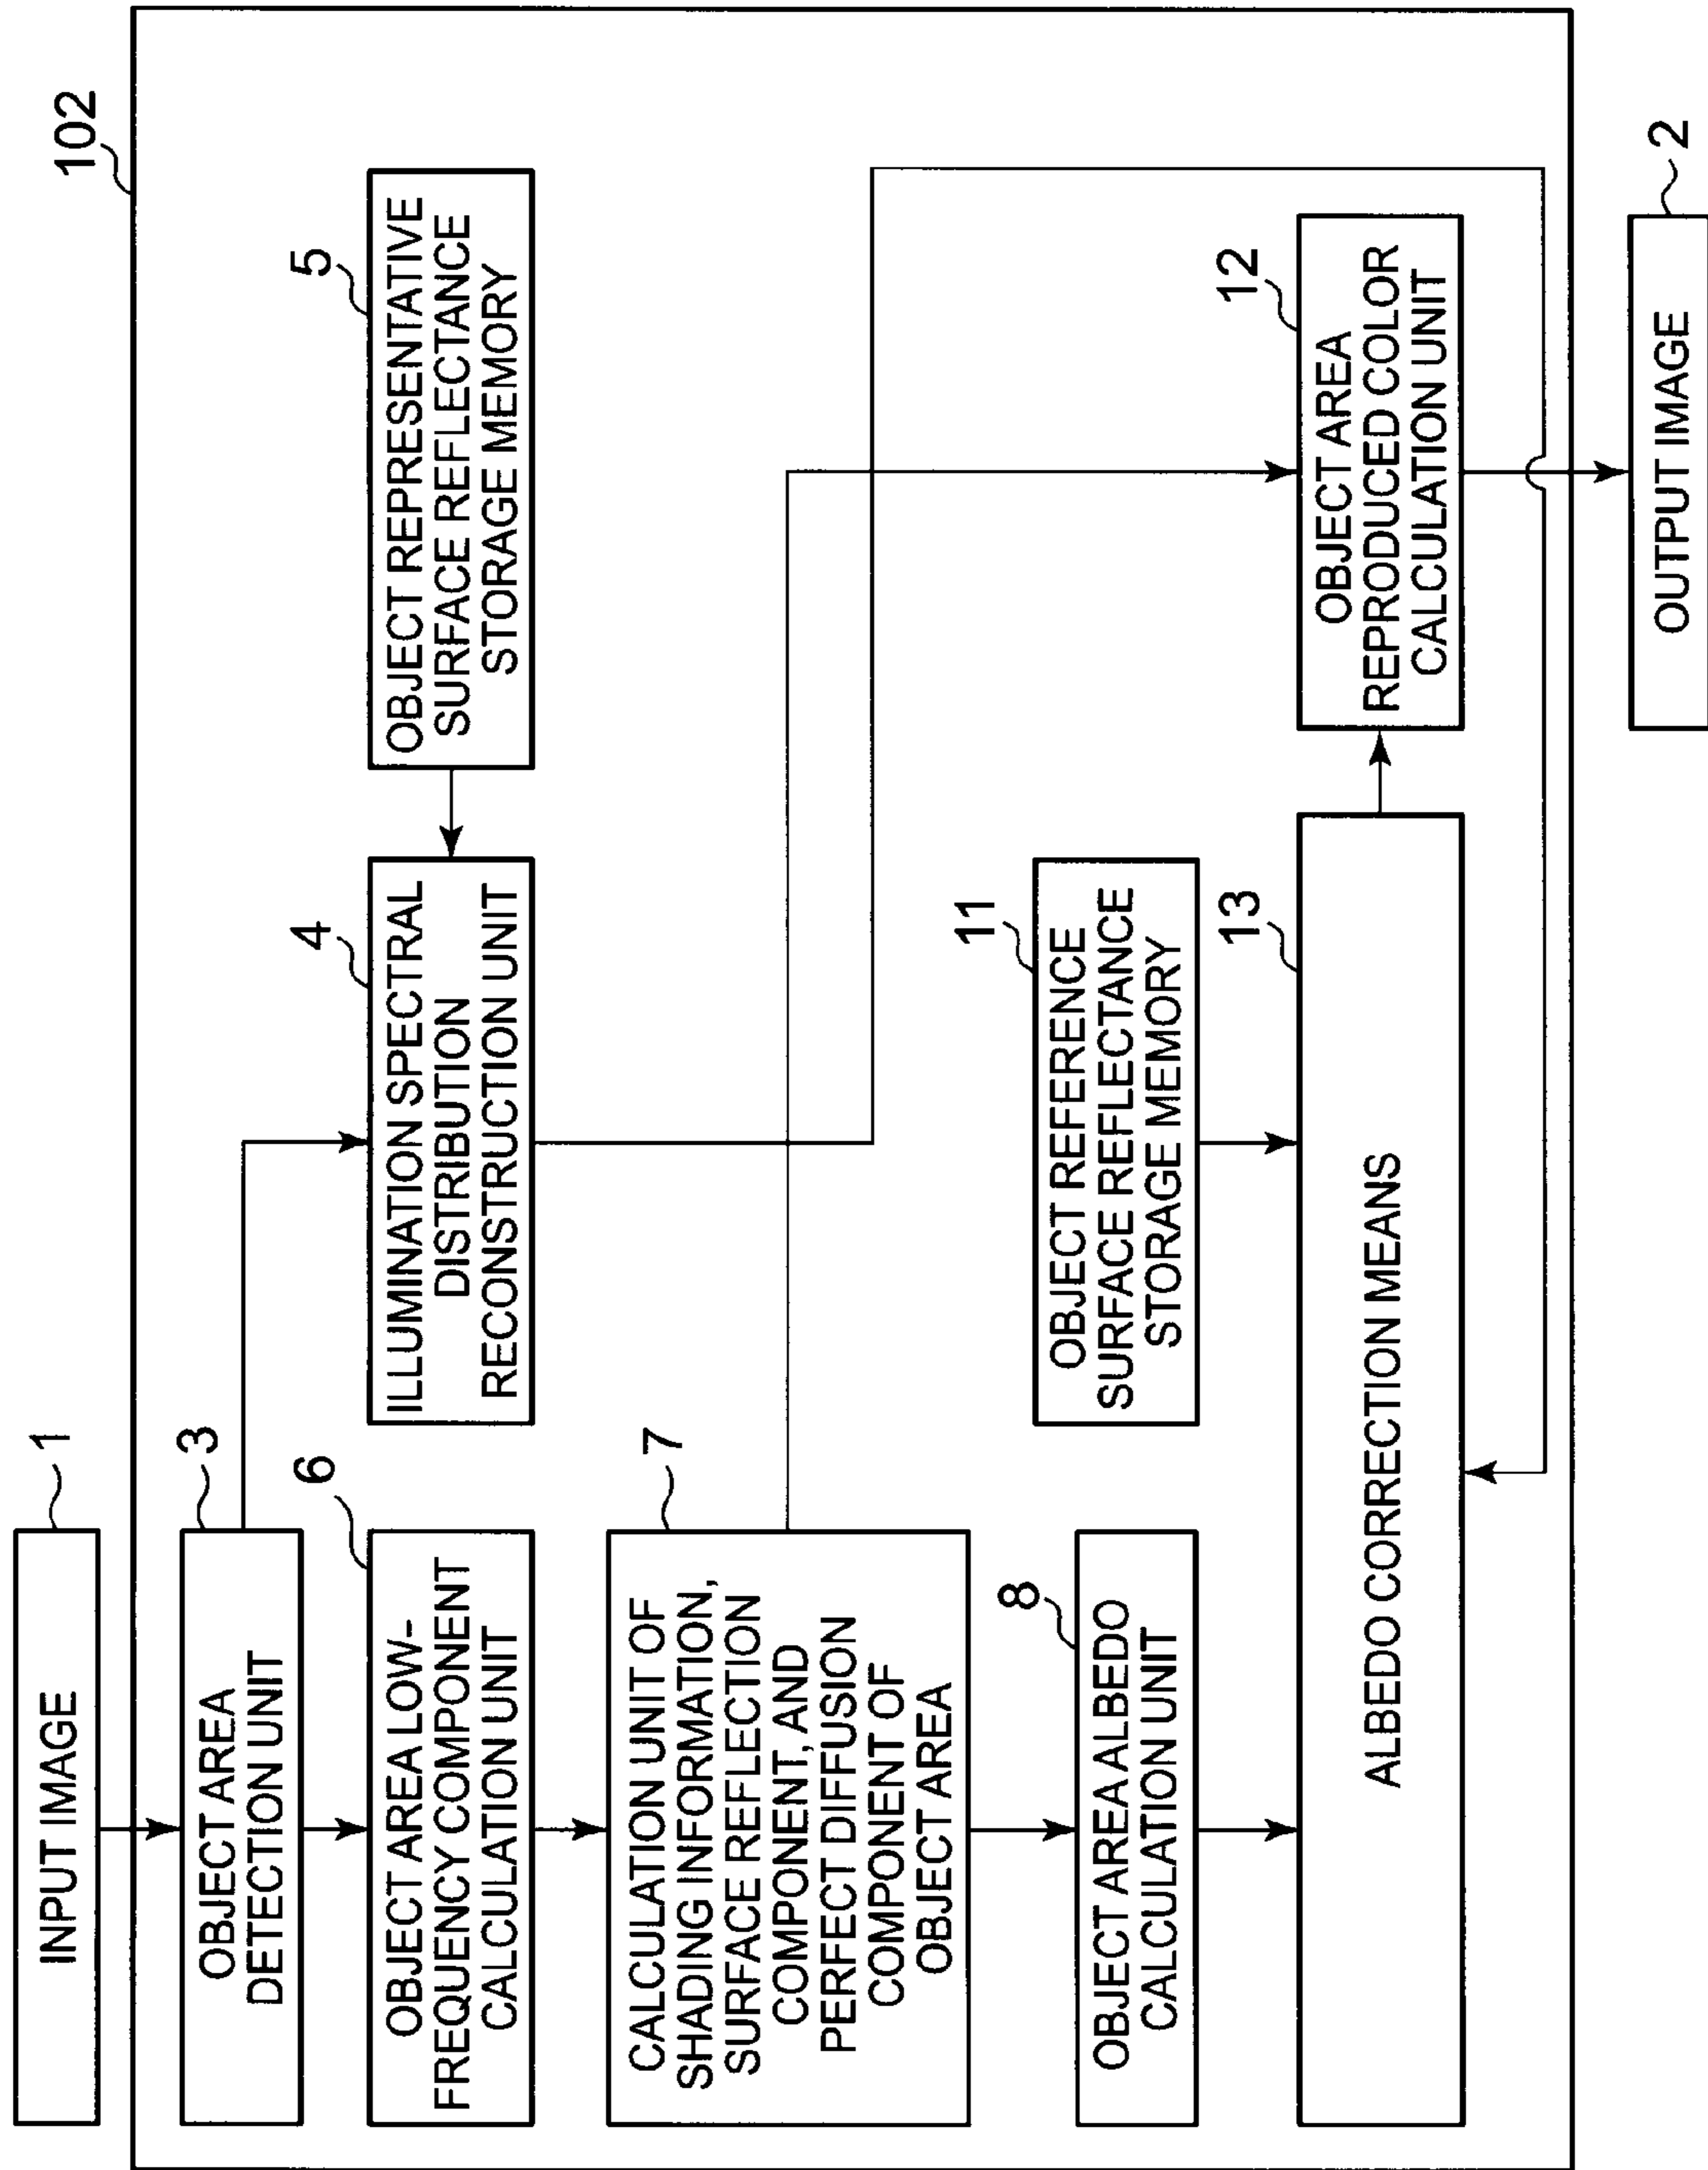 102
INPUT IMAGE
1
OBJECT AREA
DETECTION UNIT
3
OBJECT AREA LOW-
FREQUENCY COMPONENT
CALCULATION UNIT
6
ILLUMINATION SPECTRAL
DISTRIBUTION
RECONSTRUCTION UNIT
4
OBJECT REPRESENTATIVE
SURFACE REFLECTANCE
STORAGE MEMORY
5
CALCULATION UNIT OF
SHADING INFORMATION,
SURFACE REFLECTION
COMPONENT, AND
PERFECT DIFFUSION
COMPONENT OF
OBJECT AREA
7
OBJECT AREA ALBEDO
CALCULATION UNIT
8
OBJECT REFERENCE
SURFACE REFLECTANCE
STORAGE MEMORY
11
ALBEDO CORRECTION MEANS
13
OBJECT AREA
REPRODUCED COLOR
CALCULATION UNIT
12
OUTPUT IMAGE
2